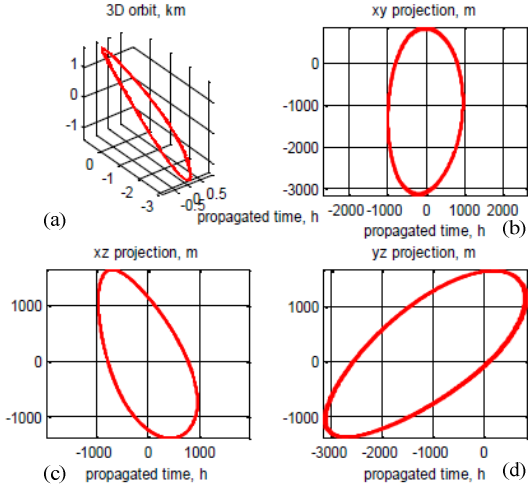 3D orbit, km
1
0
-1
0
-1
-2
-3
-0.5
0
0.5
propagated time, h
(a)
xy projection, m
0
-1000
-2000
-3000
-2000 -1000 0 1000 2000
propagated time, h
(b)
xz projection, m
1000
0
-1000
-1000 0 1000
propagated time, h
(c)
yz projection, m
1000
0
-1000
-3000 -2000 -1000 0
propagated time, h
(d)